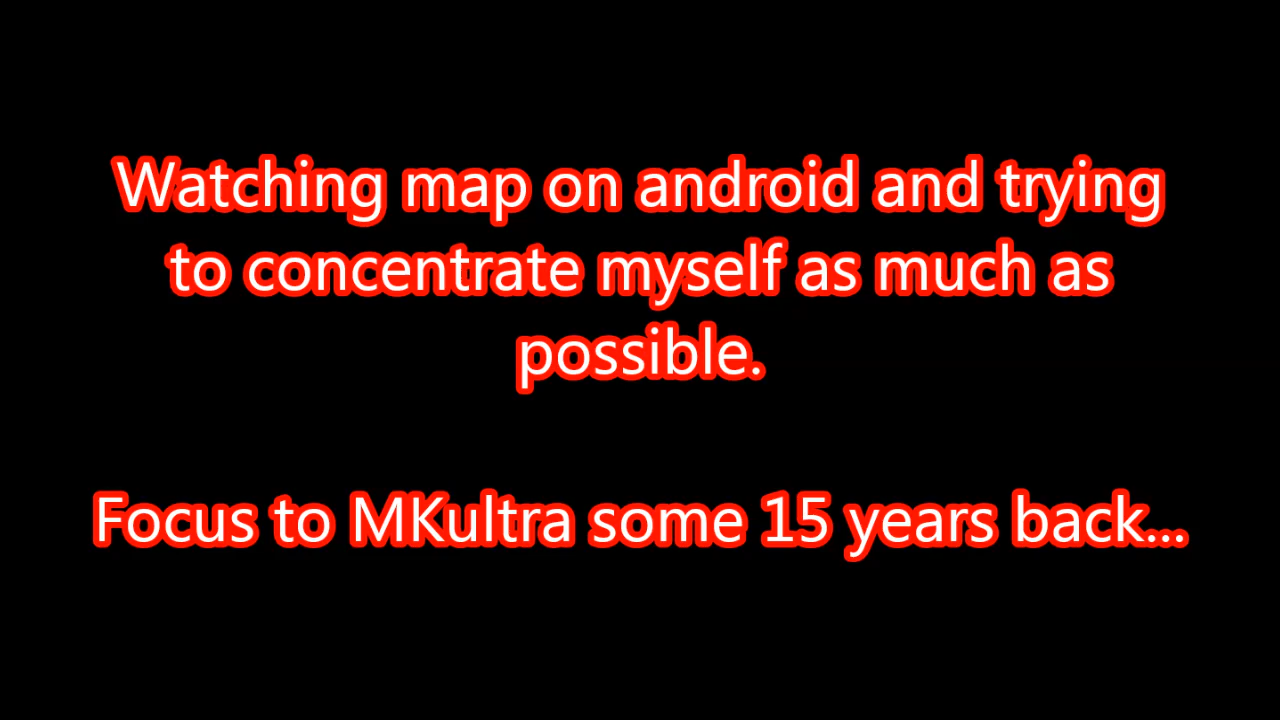 Watching map on android and trying
to concentrate myself as much as
possible.
Focus to MKultra some 15 years back...